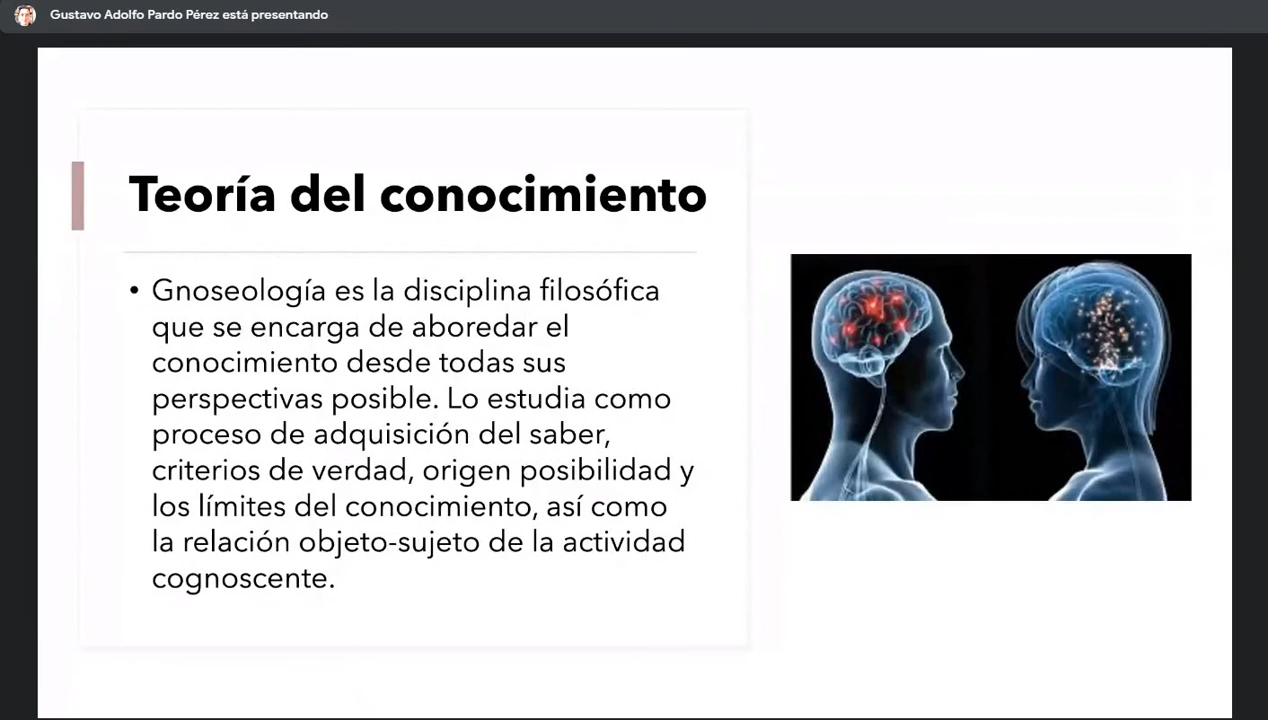 Gustavo Adolfo Pardo Pérez está presentando
Teoría del conocimiento
• Gnoseología es la disciplina filosófica
que se encarga de aboredar el
conocimiento desde todas sus
perspectivas posible. Lo estudia como
proceso de adquisición del saber,
criterios de verdad, origen posibilidad y
los límites del conocimiento, así como
la relación objeto-sujeto de la actividad
cognoscente.